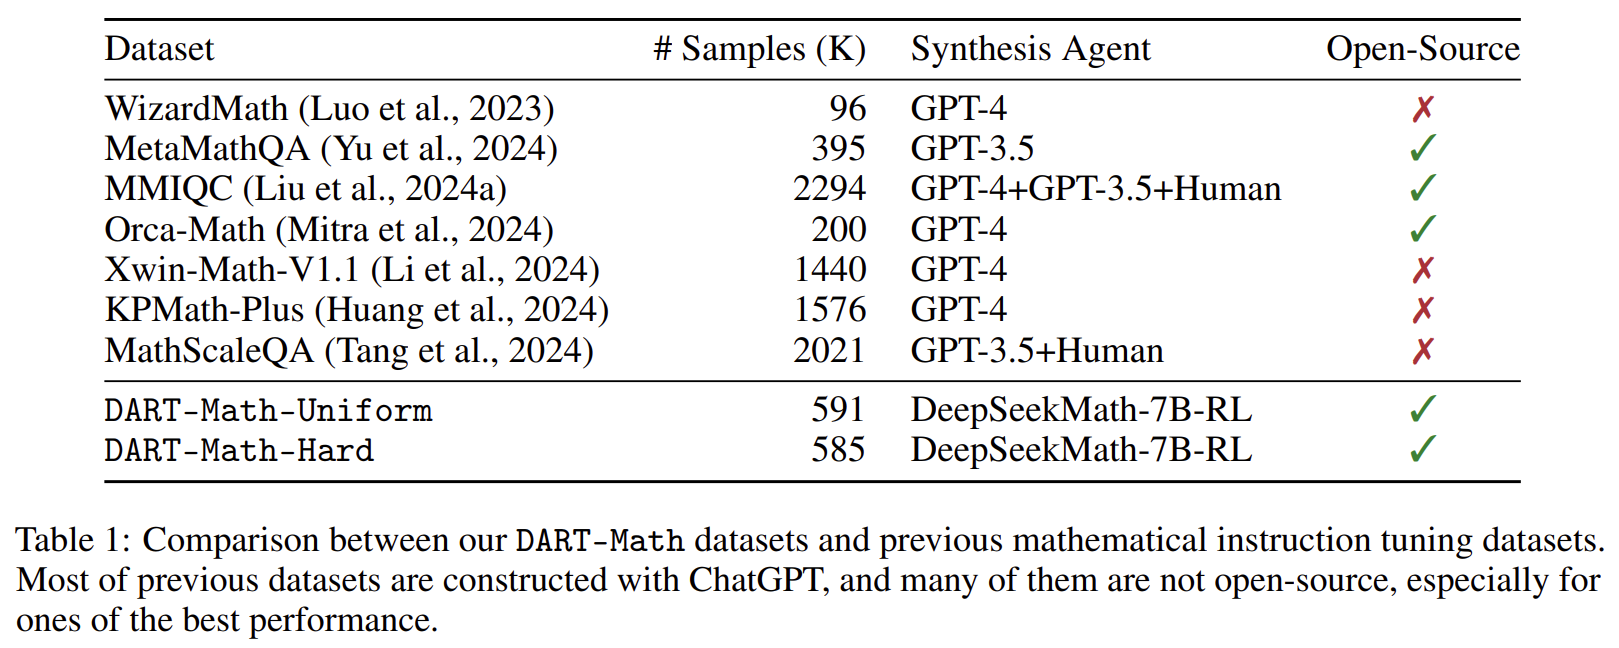 Dataset # Samples (K) Synthesis Agent Open-Source
WizardMath (Luo et al., 2023) 96 GPT-4 ✗
MetaMathQA (Yu et al., 2024) 395 GPT-3.5 ✓
MMIQC (Liu et al., 2024a) 2294 GPT-4+GPT-3.5+Human ✓
Orca-Math (Mitra et al., 2024) 200 GPT-4 ✓
Xwin-Math-V1.1 (Li et al., 2024) 1440 GPT-4 ✗
KPMath-Plus (Huang et al., 2024) 1576 GPT-4 ✗
MathScaleQA (Tang et al., 2024) 2021 GPT-3.5+Human ✗
DART-Math-Uniform 591 DeepSeekMath-7B-RL ✓
DART-Math-Hard 585 DeepSeekMath-7B-RL ✓
Table 1: Comparison between our DART-Math datasets and previous mathematical instruction tuning datasets.
Most of previous datasets are constructed with ChatGPT, and many of them are not open-source, especially for
ones of the best performance.